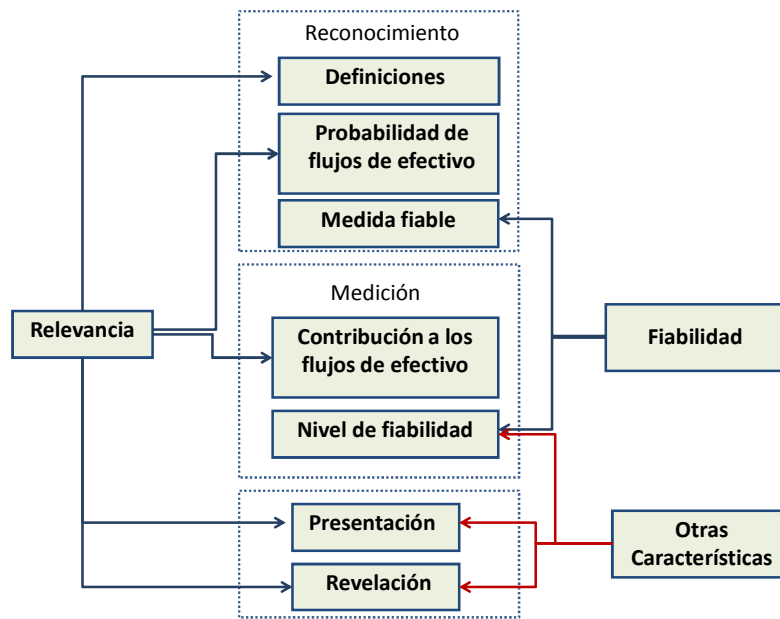 Reconocimiento
Definiciones
Probabilidad de
flujos de efectivo
Medida fiable
Medición
Relevancia
Contribución a los
flujos de efectivo
Fiabilidad
Nivel de fiabilidad
Presentación
Otras
Características
Revelación